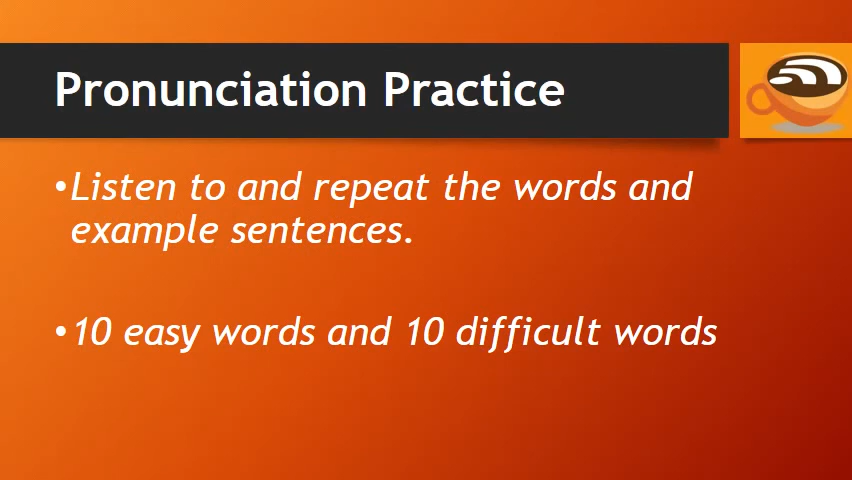 Pronunciation Practice
•Listen to and repeat the words and
example sentences.
•10 easy words and 10 difficult words